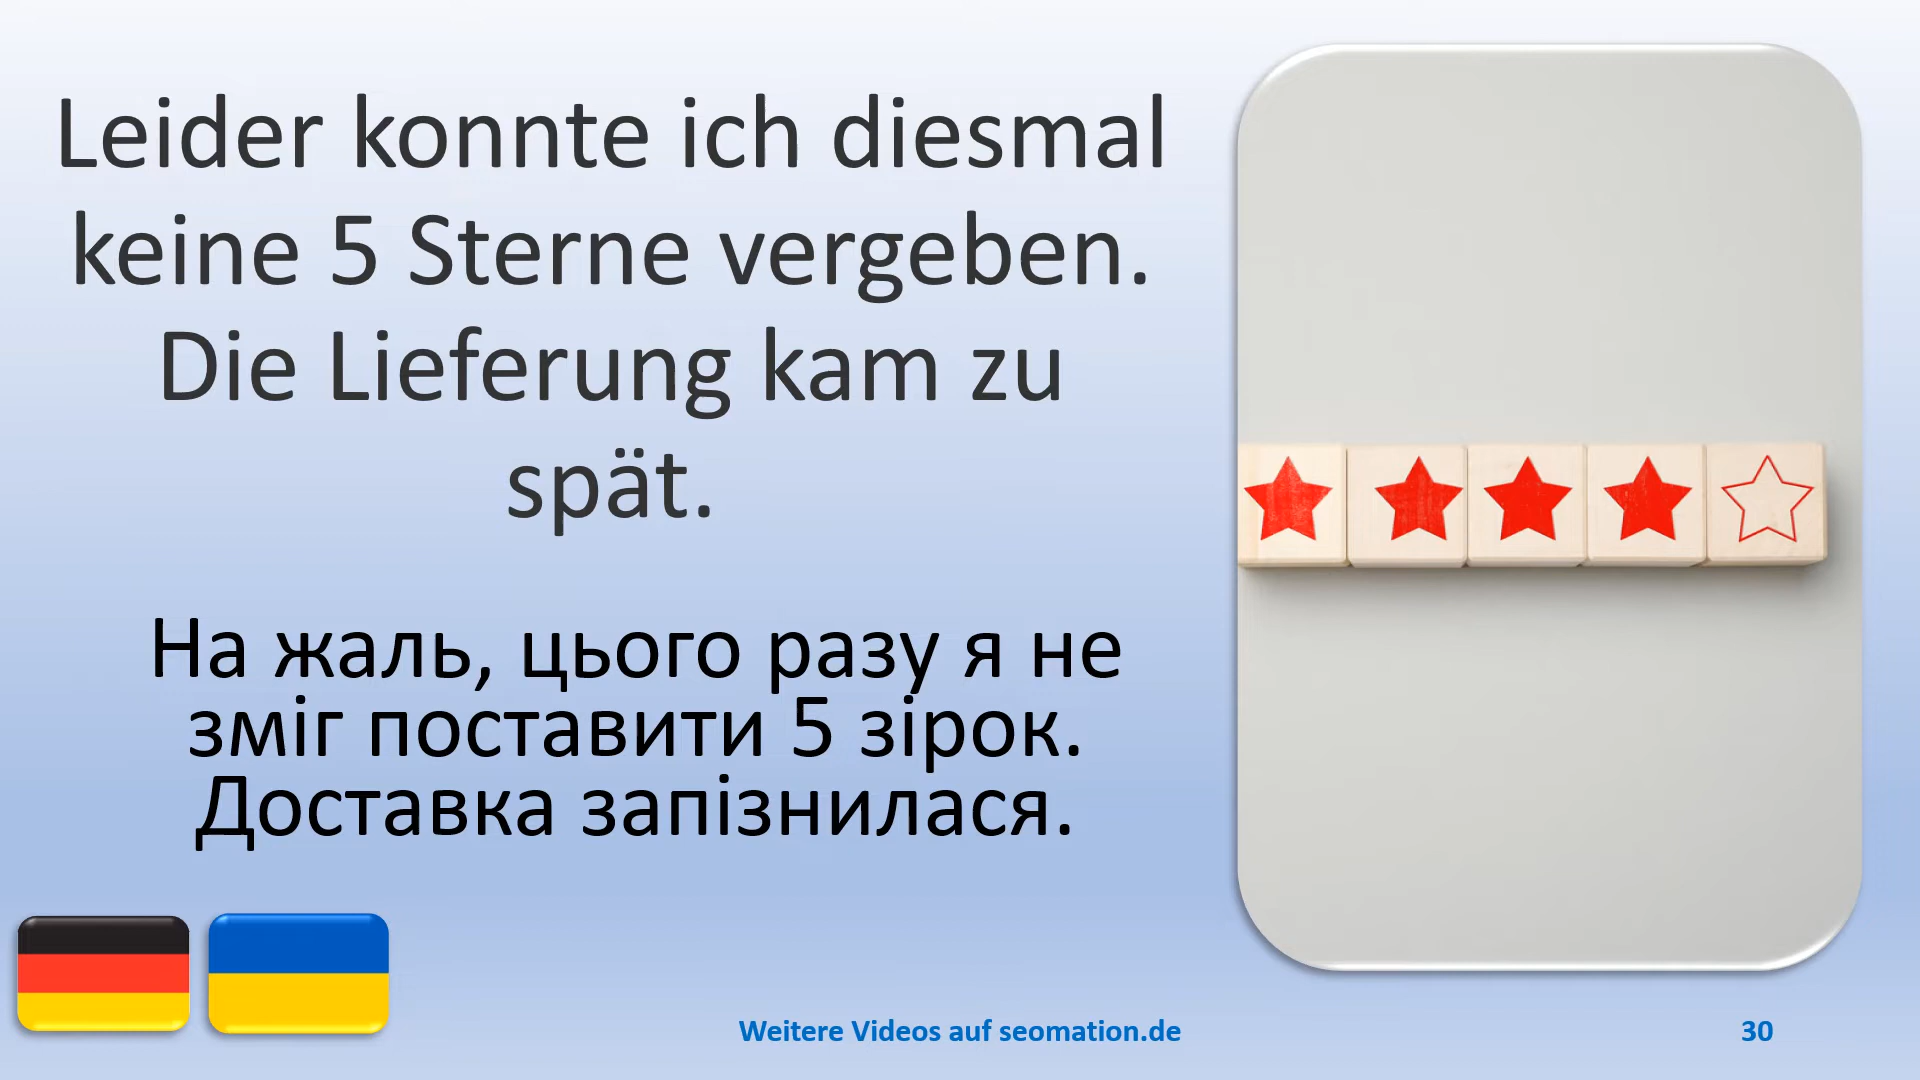 Leider konnte ich diesmal
keine 5 Sterne vergeben.
Die Lieferung kam zu
spät.
На жаль, цього разу я не
зміг поставити 5 зірок.
Доставка запізнилася.
Weitere Videos auf seomation.de
30